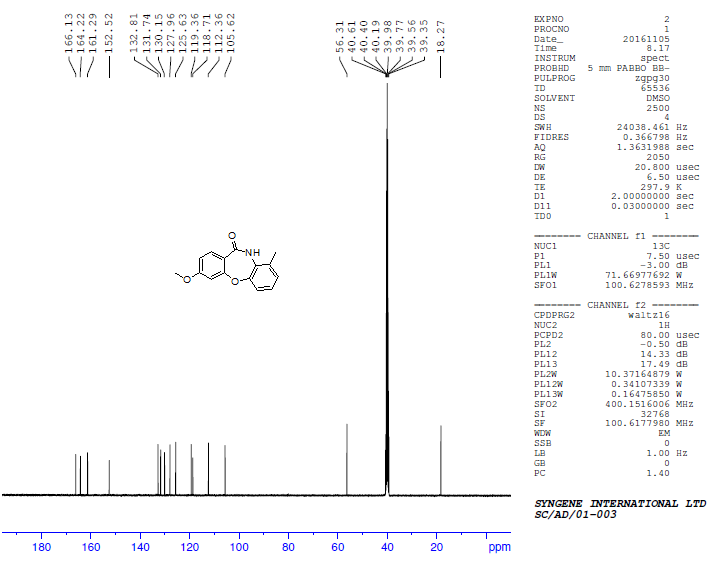 166.13
164.22
161.29
152.52
132.81
131.74
130.15
127.96
125.63
119.36
118.71
112.36
105.62
56.31
40.61
40.40
40.19
39.98
39.77
39.56
39.35
18.27
EXPNO 2
PROCNO 1
Date_ 20161105
Time 8.17
INSTRUM spect
PROBHD 5 mm PABBO BB-
PULPROG zgpg30
TD 65536
SOLVENT DMSO
NS 2500
DS 4
SWH 24038.461 Hz
FIDRES 0.366798 Hz
AQ 1.3631988 sec
RG 2050
DW 20.800 usec
DE 6.50 usec
TE 297.9 K
D1 2.00000000 sec
D11 0.03000000 sec
TD0 1
======== CHANNEL f1 ========
NUC1 13C
P1 7.50 usec
PL1 -3.00 dB
PL1W 71.66977692 W
SFO1 100.6278593 MHz
======== CHANNEL f2 ========
CPDPRG2 waltz16
NUC2 1H
PCPD2 80.00 usec
PL2 -0.50 dB
PL12 14.33 dB
PL13 17.49 dB
PL2W 10.37164879 W
PL12W 0.34107339 W
PL13W 0.16475850 W
SFO2 400.1516006 MHz
SI 32768
SF 100.6177980 MHz
WDW EM
SSB 0
LB 1.00 Hz
GB 0
PC 1.40
O
NH
O
O
SYNGENE INTERNATIONAL LTD
SC/AD/01-003
180 160 140 120 100 80 60 40 20 ppm